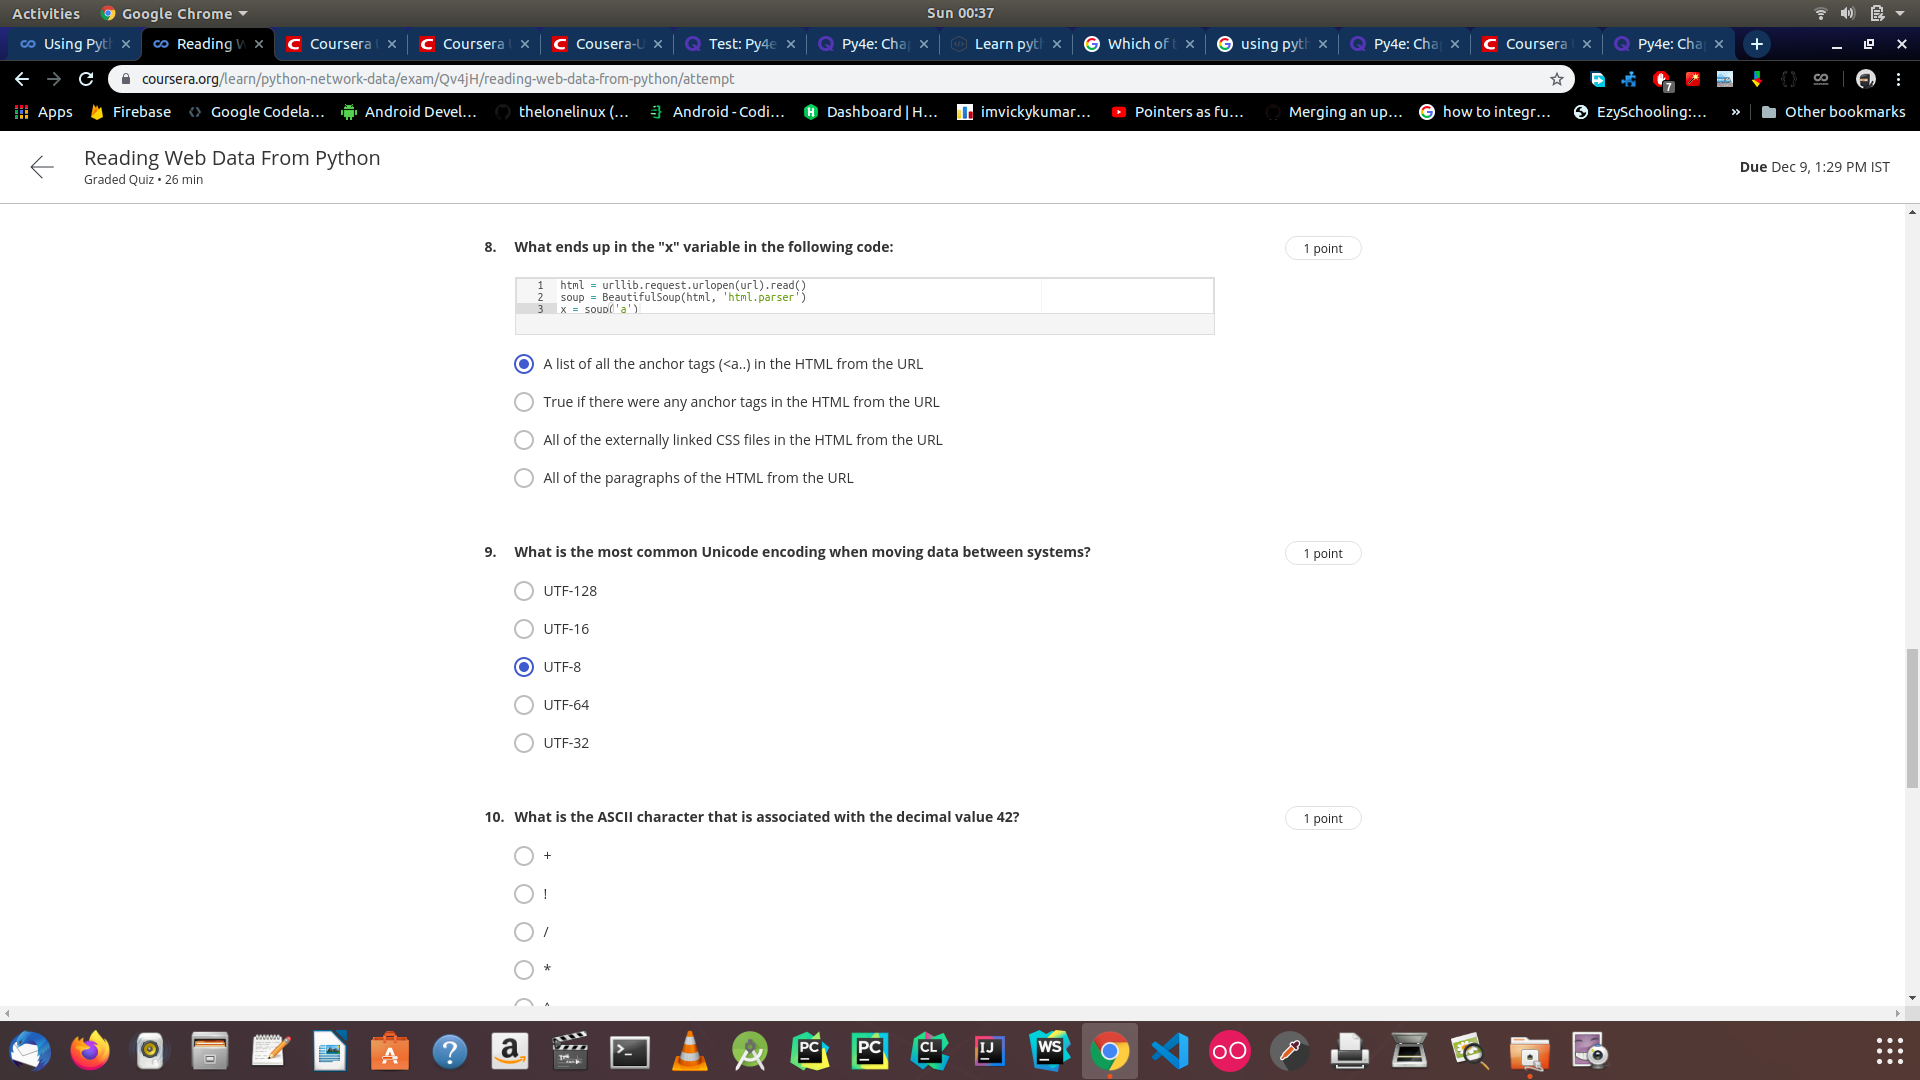 Activities Google Chrome Sun 00:37
Using Pyt Reading W Coursera Coursera Cousera-U Test: Py4e Py4e: Cha Learn pyt Which of using pyt Py4e: Cha Coursera Py4e: Cha
coursera.org/learn/python-network-data/exam/Qv4jH/reading-web-data-from-python/attempt 7
Apps Firebase Google Codela... Android Devel... thelonelinux (... Android - Codi... Dashboard | H... imvickykumar... Pointers as fu... Merging an up... how to integr... EzySchooling:... » Other bookmarks
Reading Web Data From Python
Graded Quiz • 26 min
Due Dec 9, 1:29 PM IST
8. What ends up in the "x" variable in the following code: 1 point
1 html = urllib.request.urlopen(url).read()
2 soup = BeautifulSoup(html, 'html.parser')
3 x = soup('a')
A list of all the anchor tags (<a..) in the HTML from the URL
True if there were any anchor tags in the HTML from the URL
All of the externally linked CSS files in the HTML from the URL
All of the paragraphs of the HTML from the URL
9. What is the most common Unicode encoding when moving data between systems? 1 point
UTF-128
UTF-16
UTF-8
UTF-64
UTF-32
10. What is the ASCII character that is associated with the decimal value 42? 1 point
+
!
/
*
^